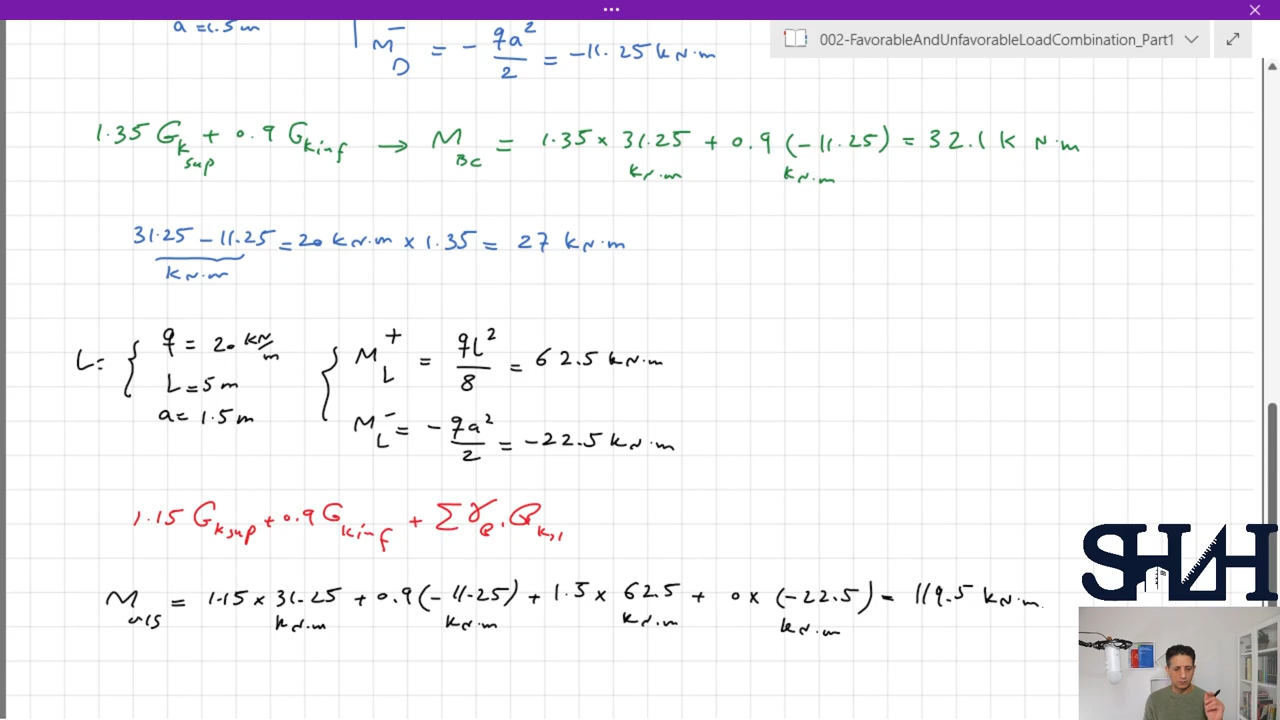 002-FavorableAndUnfavorableLoadCombination_Part1
a = 1.5 m
M⁻_D = - qa²/2 = -11.25 kN.m
1.35 G_k sup + 0.9 G_k inf → M_BC = 1.35 × 31.25 kN.m + 0.9 (-11.25) kN.m = 32.1 kN.m
31.25 - 11.25 kN.m = 20 kN.m × 1.35 = 27 kN.m
L: { q = 20 kN/m
L = 5 m
a = 1.5 m
{ M⁺_L = qL²/8 = 62.5 kN.m
M⁻_L = - qa²/2 = -22.5 kN.m
1.15 G_k sup + 0.9 G_k inf + Σ γ_Q . Q_k,1
M = 1.15 × 31.25 kN.m + 0.9 (-11.25) kN.m + 1.5 × 62.5 kN.m + 0 × (-22.5) kN.m = 119.5 kN.m
SHAH